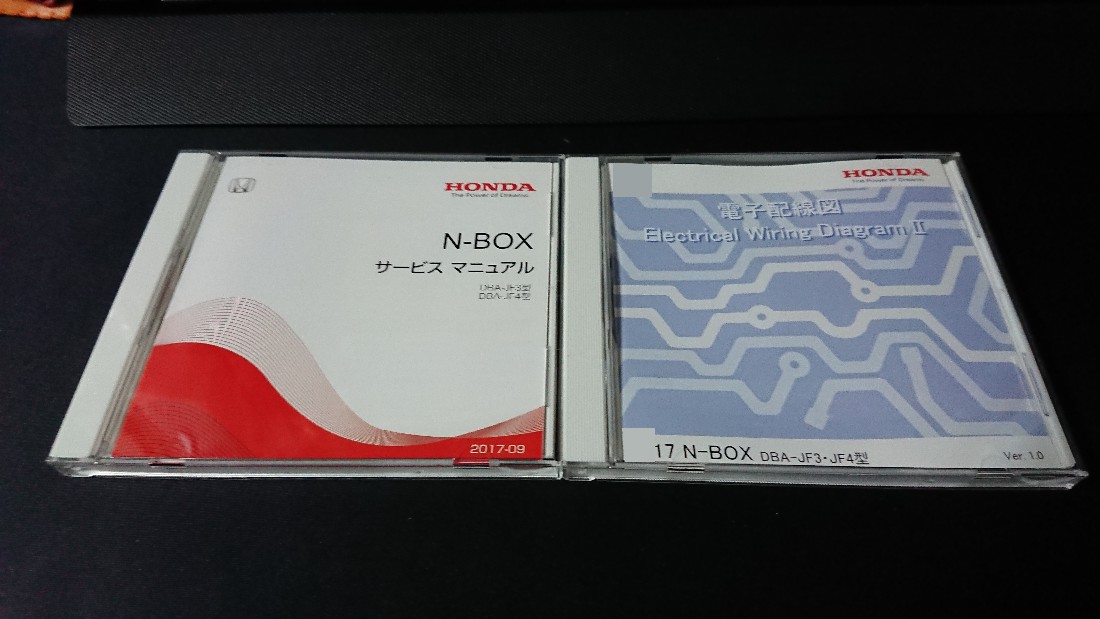 HONDA
The Power of Dreams
N-BOX
サービス マニュアル
DBA-JF3型
DBA-JF4型
2017-09
HONDA
The Power of Dreams
電子配線図
Electrical Wiring Diagram II
17 N-BOX DBA-JF3・JF4型
Ver. 1.0